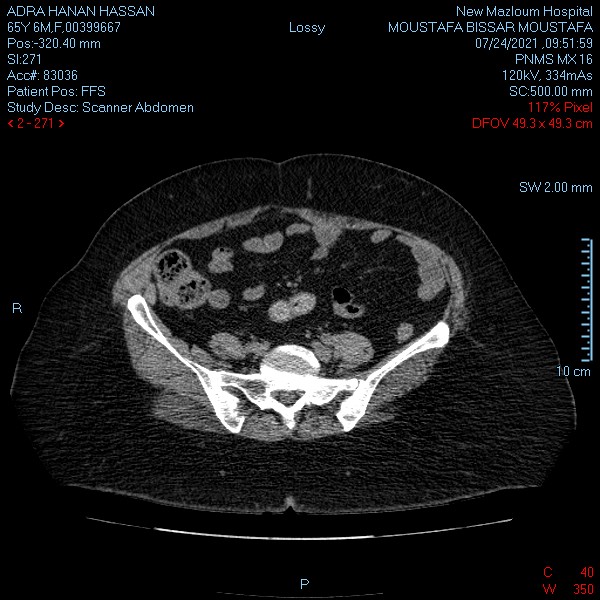 ADRA HANAN HASSAN
65Y 6M,F,00399667
Pos:-320.40 mm
SI:271
Acc#: 83036
Patient Pos: FFS
Study Desc: Scanner Abdomen
< 2 - 271 >
Lossy
New Mazloum Hospital
MOUSTAFA BISSAR MOUSTAFA
07/24/2021 ,09:51:59
PNMS MX 16
120kV, 334mAs
SC:500.00 mm
117% Pixel
DFOV 49.3 x 49.3 cm
SW 2.00 mm
R
10 cm
P
C 40
W 350